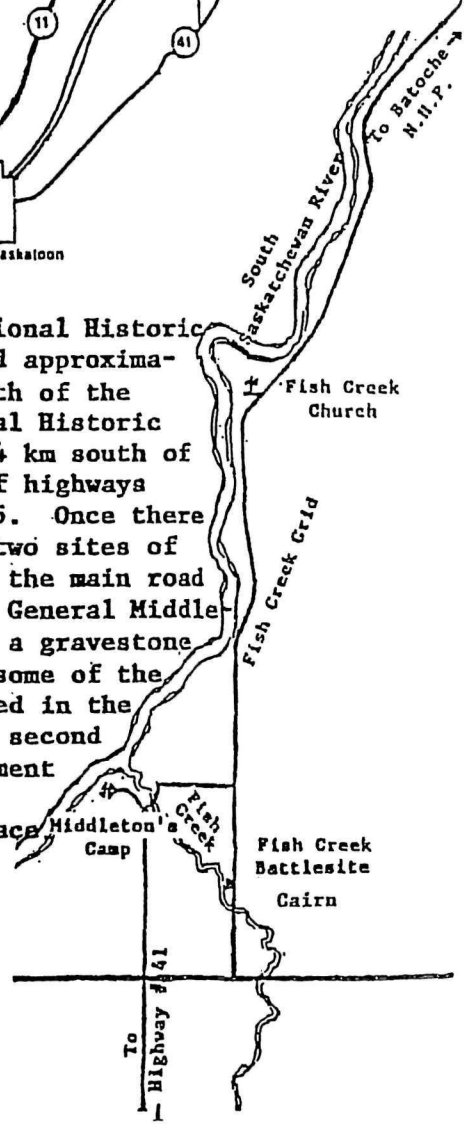 11
41
askatoon
To Batoche
N.H.P.
South
Saskatchewan River
ional Historic
d approxima-
th of the
al Historic
4 km south of
f highways
5. Once there
two sites of
the main road
General Middle-
a gravestone
some of the
ed in the
second
ment
ace
Fish Creek
Church
Fish Creek Grid
Middleton's
Camp
Fish
Creek
Fish Creek
Battlesite
Cairn
To
Highway # 41